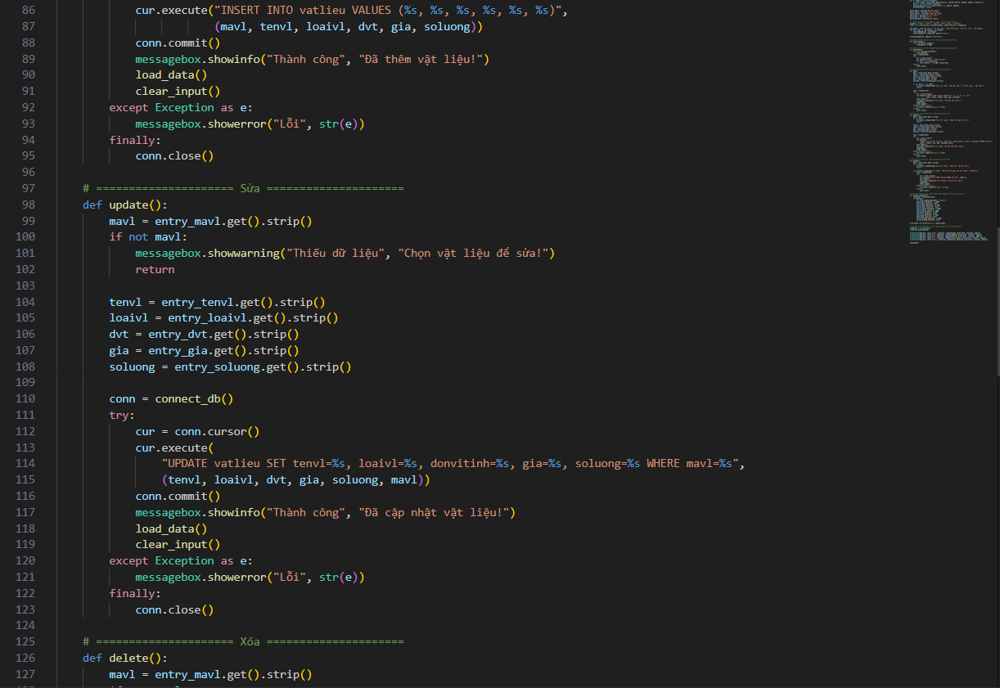 86 cur.execute("INSERT INTO vatlieu VALUES (%s, %s, %s, %s, %s, %s)",
87 (mavl, tenvl, loaivl, dvt, gia, soluong))
88 conn.commit()
89 messagebox.showinfo("Thành công", "Đã thêm vật liệu!")
90 load_data()
91 clear_input()
92 except Exception as e:
93 messagebox.showerror("Lỗi", str(e))
94 finally:
95 conn.close()
96
97 # ===================== Sửa =====================
98 def update():
99 mavl = entry_mavl.get().strip()
100 if not mavl:
101 messagebox.showwarning("Thiếu dữ liệu", "Chọn vật liệu để sửa!")
102 return
103
104 tenvl = entry_tenvl.get().strip()
105 loaivl = entry_loaivl.get().strip()
106 dvt = entry_dvt.get().strip()
107 gia = entry_gia.get().strip()
108 soluong = entry_soluong.get().strip()
109
110 conn = connect_db()
111 try:
112 cur = conn.cursor()
113 cur.execute(
114 "UPDATE vatlieu SET tenvl=%s, loaivl=%s, donvitinh=%s, gia=%s, soluong=%s WHERE mavl=%s",
115 (tenvl, loaivl, dvt, gia, soluong, mavl))
116 conn.commit()
117 messagebox.showinfo("Thành công", "Đã cập nhật vật liệu!")
118 load_data()
119 clear_input()
120 except Exception as e:
121 messagebox.showerror("Lỗi", str(e))
122 finally:
123 conn.close()
124
125 # ===================== Xóa =====================
126 def delete():
127 mavl = entry_mavl.get().strip()